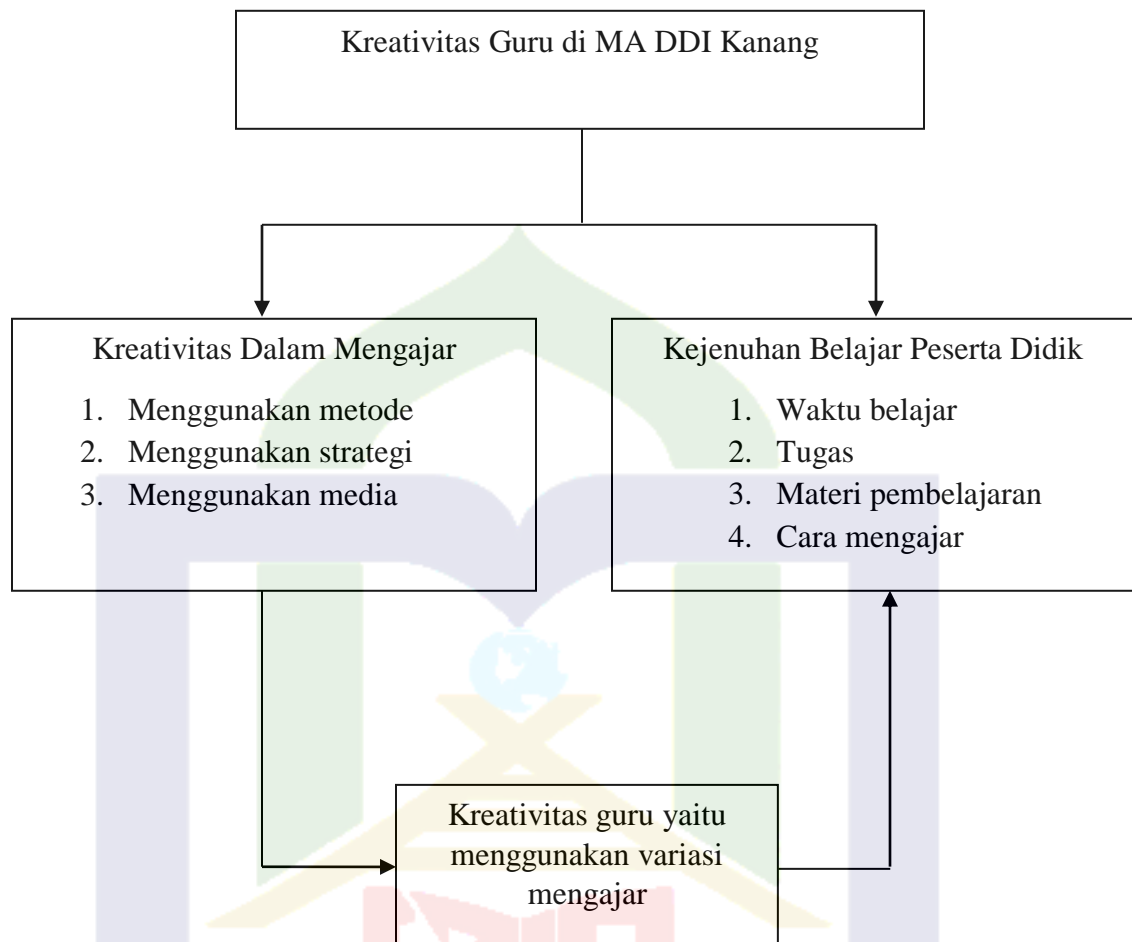 Kreativitas Guru di MA DDI Kanang
Kreativitas Dalam Mengajar
1. Menggunakan metode
2. Menggunakan strategi
3. Menggunakan media
Kejenuhan Belajar Peserta Didik
1. Waktu belajar
2. Tugas
3. Materi pembelajaran
4. Cara mengajar
Kreativitas guru yaitu
menggunakan variasi
mengajar